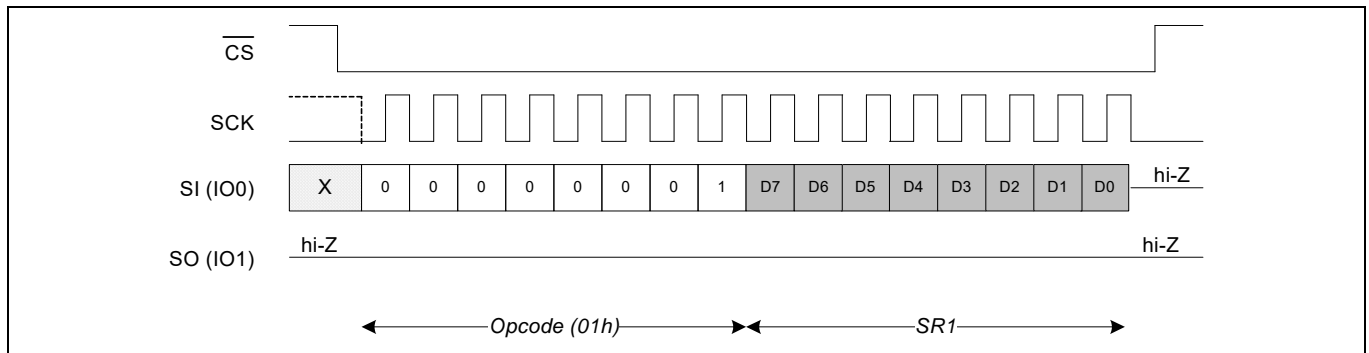 CS
SCK
SI (IO0) X 0 0 0 0 0 0 0 1 D7 D6 D5 D4 D3 D2 D1 D0 hi-Z
SO (IO1) hi-Z hi-Z
Opcode (01h) SR1